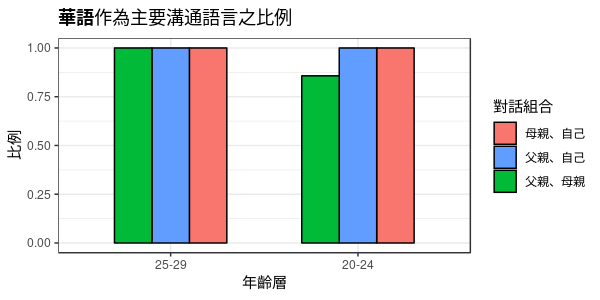 華語作為主要溝通語言之比例
1.00
0.75
0.50
0.25
0.00
比例
25-29
20-24
年齡層
對話組合
母親、自己
父親、自己
父親、母親